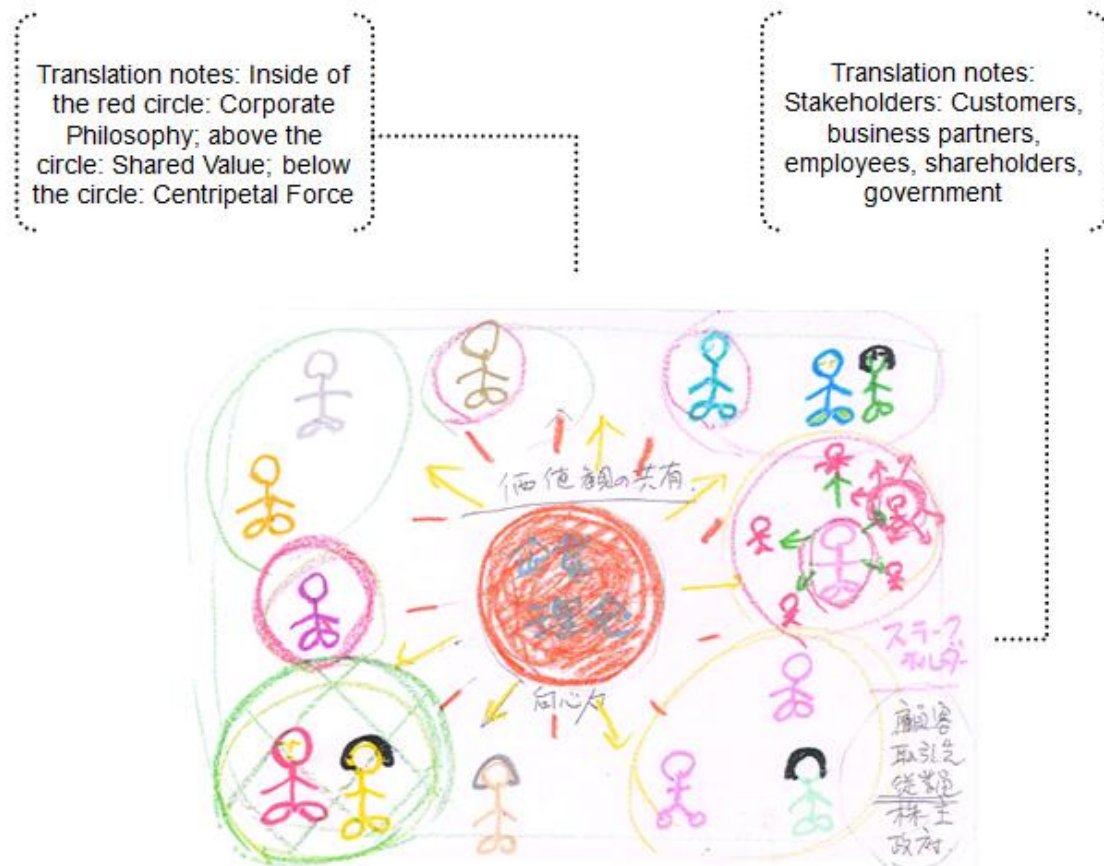 Translation notes: Inside of
the red circle: Corporate
Philosophy; above the
circle: Shared Value; below
the circle: Centripetal Force
Translation notes:
Stakeholders: Customers,
business partners,
employees, shareholders,
government
価値観の共有
企業
理念
向心力
ステーク
ホルダー
顧客
取引先
従業員
株主
政府